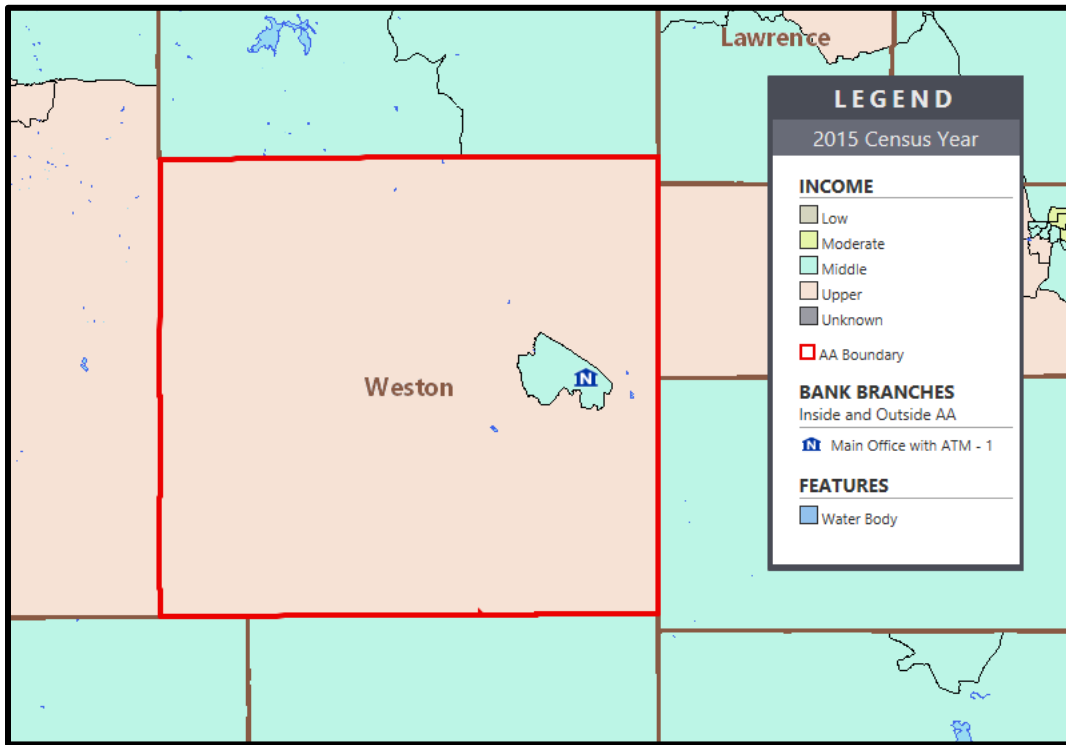 Lawrence
Weston
N
LEGEND
2015 Census Year
INCOME
Low
Moderate
Middle
Upper
Unknown
AA Boundary
BANK BRANCHES
Inside and Outside AA
N Main Office with ATM - 1
FEATURES
Water Body